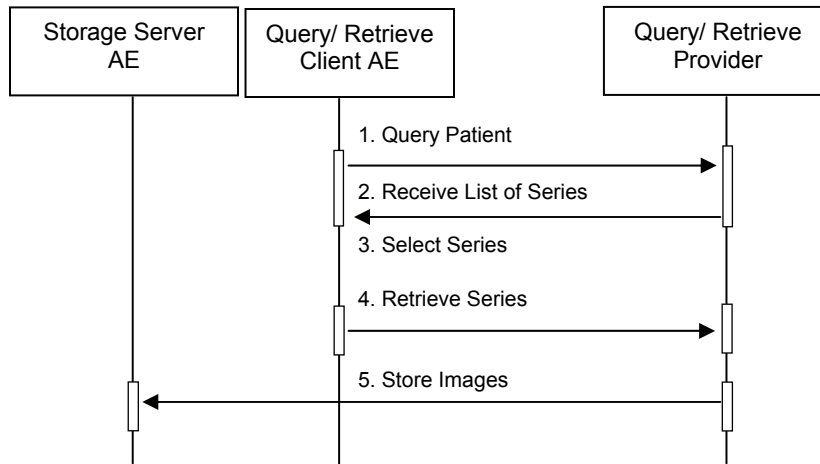 Storage Server
AE
Query/ Retrieve
Client AE
Query/ Retrieve
Provider
1. Query Patient
2. Receive List of Series
3. Select Series
4. Retrieve Series
5. Store Images